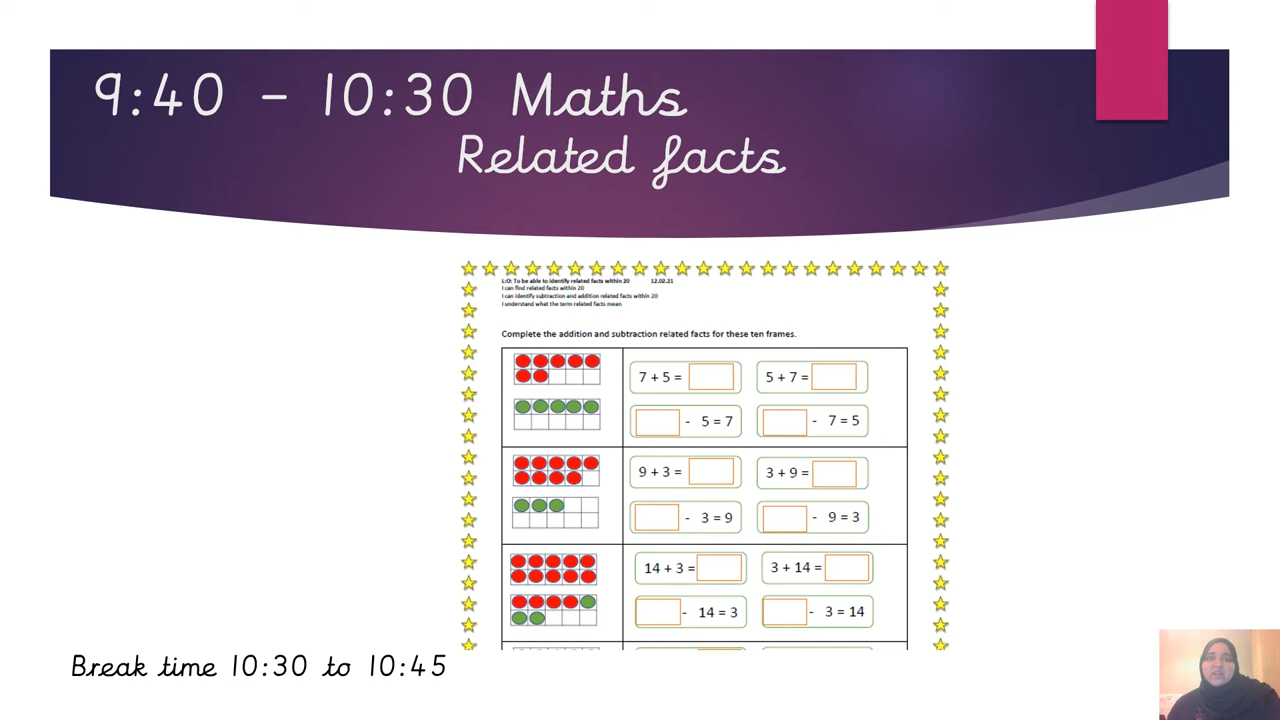 9:40 - 10:30 Maths
Related facts
L:O: To be able to identify related facts within 20 12.02.21
I can find related facts within 20
I can identify subtraction and addition related facts within 20
I understand what the term related facts mean
Complete the addition and subtraction related facts for these ten frames.
7 + 5 = 5 + 7 =
- 5 = 7 - 7 = 5
9 + 3 = 3 + 9 =
- 3 = 9 - 9 = 3
14 + 3 = 3 + 14 =
- 14 = 3 - 3 = 14
Break time 10:30 to 10:45